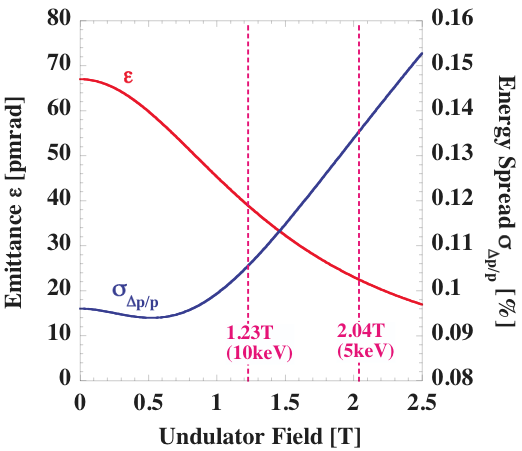 80
70
60
50
40
30
20
10
0
Emittance ε [pmrad]
0.16
0.15
0.14
0.13
0.12
0.11
0.1
0.09
0.08
Energy Spread σΔp/p [%]
ε
σΔp/p
1.23T
(10keV)
2.04T
(5keV)
0 0.5 1 1.5 2 2.5
Undulator Field [T]